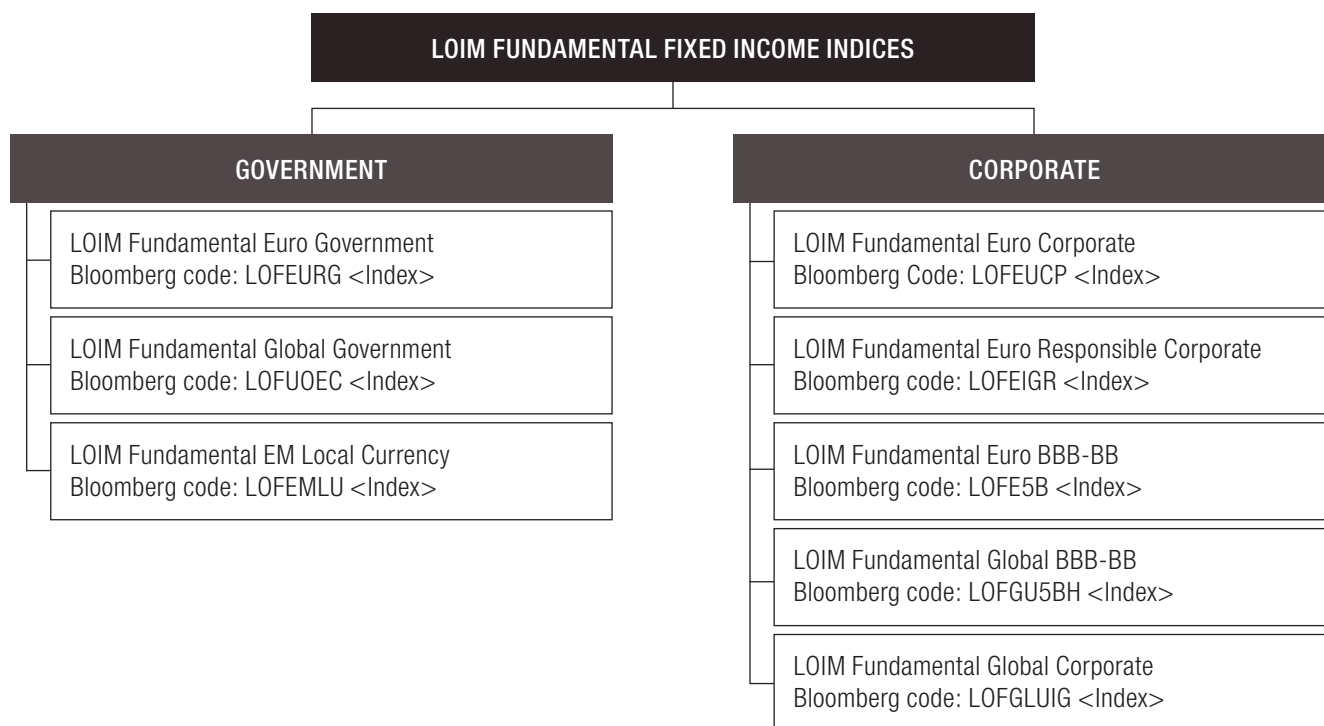 LOIM FUNDAMENTAL FIXED INCOME INDICES
GOVERNMENT
LOIM Fundamental Euro Government
Bloomberg code: LOFEURG <Index>
LOIM Fundamental Global Government
Bloomberg code: LOFUOEC <Index>
LOIM Fundamental EM Local Currency
Bloomberg code: LOFEMLU <Index>
CORPORATE
LOIM Fundamental Euro Corporate
Bloomberg Code: LOFEUCP <Index>
LOIM Fundamental Euro Responsible Corporate
Bloomberg code: LOFEIGR <Index>
LOIM Fundamental Euro BBB-BB
Bloomberg code: LOFE5B <Index>
LOIM Fundamental Global BBB-BB
Bloomberg code: LOFGU5BH <Index>
LOIM Fundamental Global Corporate
Bloomberg code: LOFGLUIG <Index>